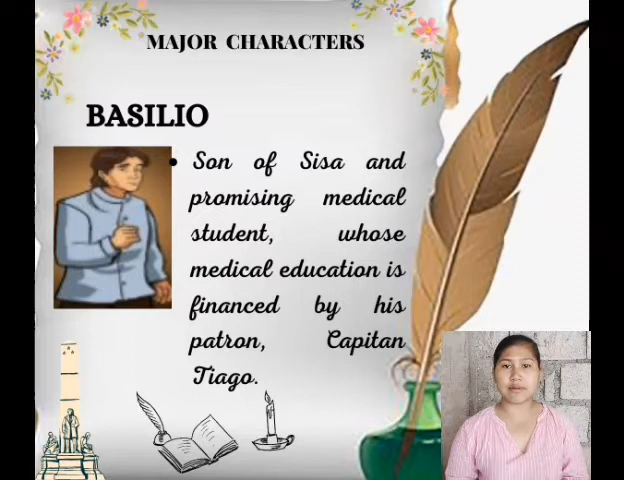 MAJOR CHARACTERS
BASILIO
• Son of Sisa and
promising medical
student, whose
medical education is
financed by his
patron, Capitan
Tiago.